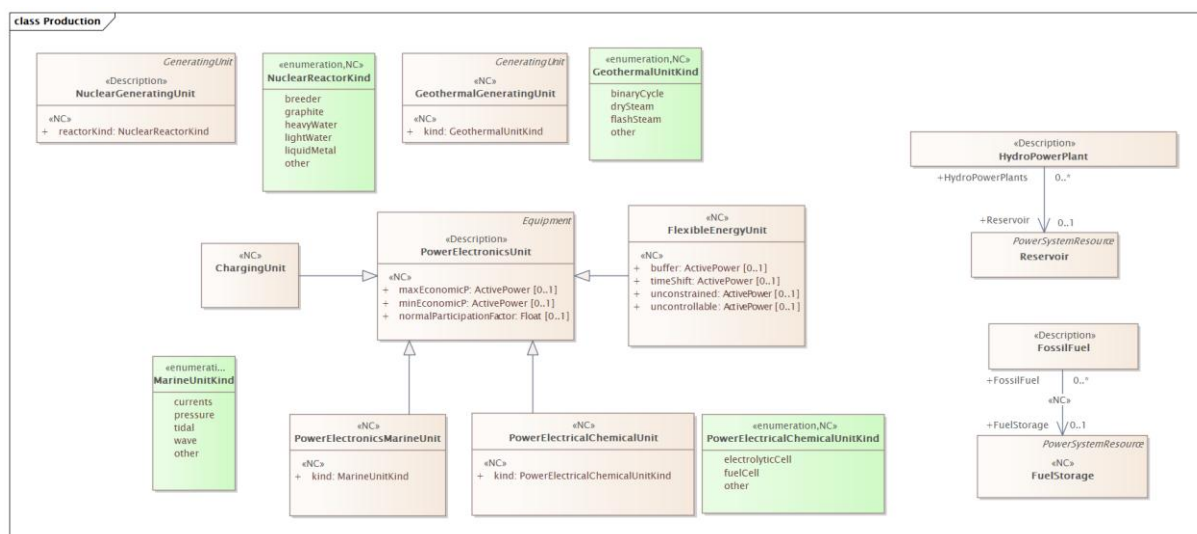 class Production
GeneratingUnit
«Description»
NuclearGeneratingUnit
«NC»
+ reactorKind: NuclearReactorKind
«enumeration,NC»
NuclearReactorKind
breeder
graphite
heavyWater
lightWater
liquidMetal
other
GeneratingUnit
«NC»
GeothermalGeneratingUnit
«NC»
+ kind: GeothermalUnitKind
«enumeration,NC»
GeothermalUnitKind
binaryCycle
drySteam
flashSteam
other
«Description»
HydroPowerPlant
+HydroPowerPlants 0..*
+Reservoir 0..1
PowerSystemResource
Reservoir
«NC»
ChargingUnit
Equipment
«Description»
PowerElectronicsUnit
«NC»
+ maxEconomicP: ActivePower [0..1]
+ minEconomicP: ActivePower [0..1]
+ normalParticipationFactor: Float [0..1]
«NC»
FlexibleEnergyUnit
«NC»
+ buffer: ActivePower [0..1]
+ timeShift: ActivePower [0..1]
+ unconstrained: ActivePower [0..1]
+ uncontrollable: ActivePower [0..1]
«Description»
FossilFuel
+FossilFuel 0..*
«NC»
+FuelStorage 0..1
PowerSystemResource
«NC»
FuelStorage
«enumerati...
MarineUnitKind
currents
pressure
tidal
wave
other
«NC»
PowerElectronicsMarineUnit
«NC»
+ kind: MarineUnitKind
«NC»
PowerElectricalChemicalUnit
«NC»
+ kind: PowerElectricalChemicalUnitKind
«enumeration,NC»
PowerElectricalChemicalUnitKind
electrolyticCell
fuelCell
other